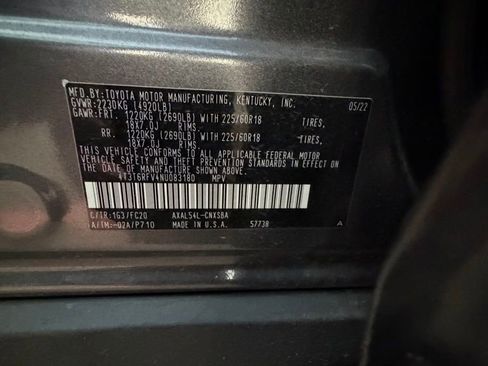 MFD.BY:TOYOTA MOTOR MANUFACTURING, KENTUCKY, INC.
GVWR:2230KG (4920LB) 05/22
GAWR:FRT. 1220KG (2690LB) WITH 225/60R18 TIRES,
18X7.0J RIMS
RR. 1220KG (2690LB) WITH 225/60R18 TIRES,
18X7.0J RIMS
THIS VEHICLE CONFORMS TO ALL APPLICABLE FEDERAL MOTOR
VEHICLE SAFETY AND THEFT PREVENTION STANDARDS IN EFFECT
ON THE DATE OF MANUFACTURE SHOWN ABOVE.
4T3T6RFV4NU083180 MPV
C/TR:1G3/FC20 AXAL54L-CNXSBA
A/TM:-02A/P710 MADE IN U.S.A. 57738 A